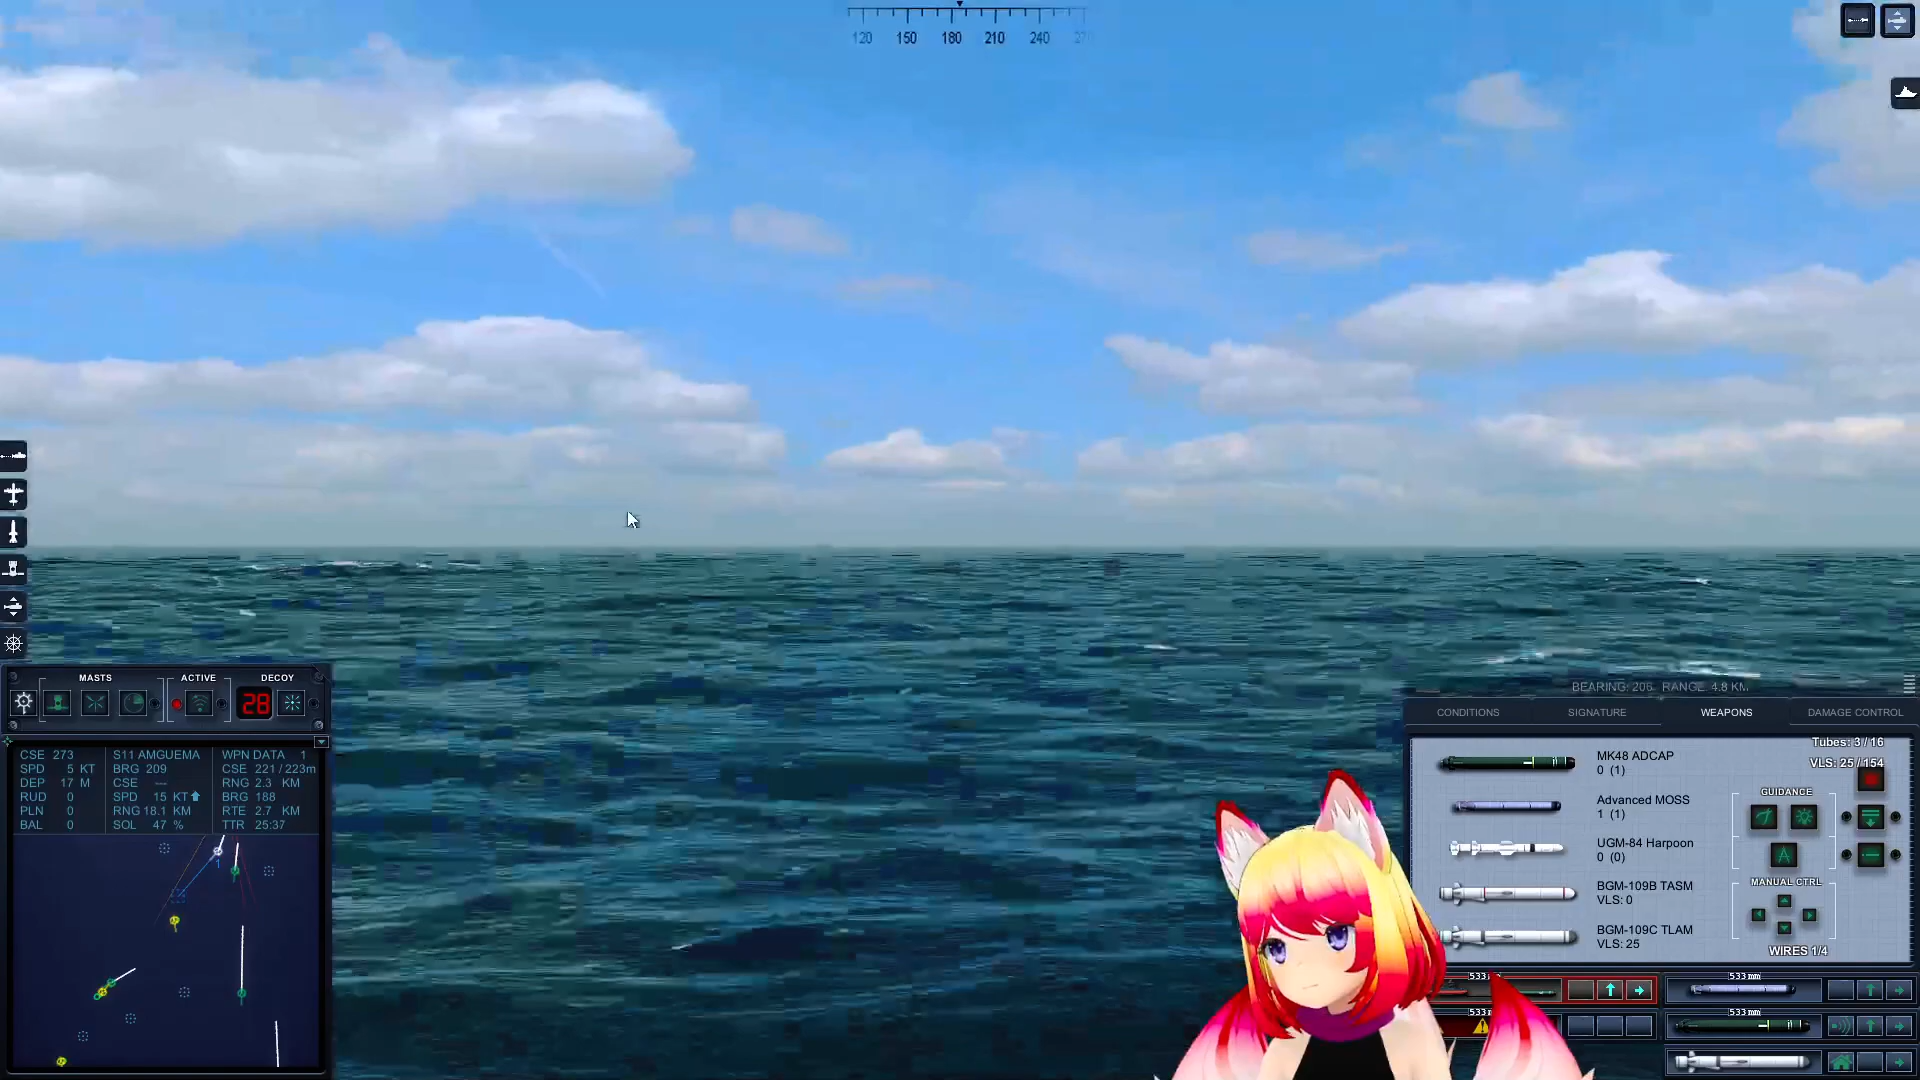 120 150 180 210 240 270
MASTS ACTIVE DECOY
28
CSE 273
SPD 5 KT
DEP 17 M
RUD 0
PLN 0
BAL 0
S11 AMGUEMA
BRG 209
CSE ---
SPD 15 KT
RNG 18.1 KM
SOL 47 %
WPN DATA 1
CSE 221 / 223m
RNG 2.3 KM
BRG 188
RTE 2.7 KM
TTR 25:37
BEARING: 206 RANGE 4.8 KM
CONDITIONS SIGNATURE WEAPONS DAMAGE CONTROL
Tubes: 3 / 16
VLS: 25 / 154
MK48 ADCAP
0 (1)
Advanced MOSS
1 (1)
UGM-84 Harpoon
0 (0)
BGM-109B TASM
VLS: 0
BGM-109C TLAM
VLS: 25
GUIDANCE
MANUAL CTRL
WIRES 1/4
533 mm 533 mm
533 mm